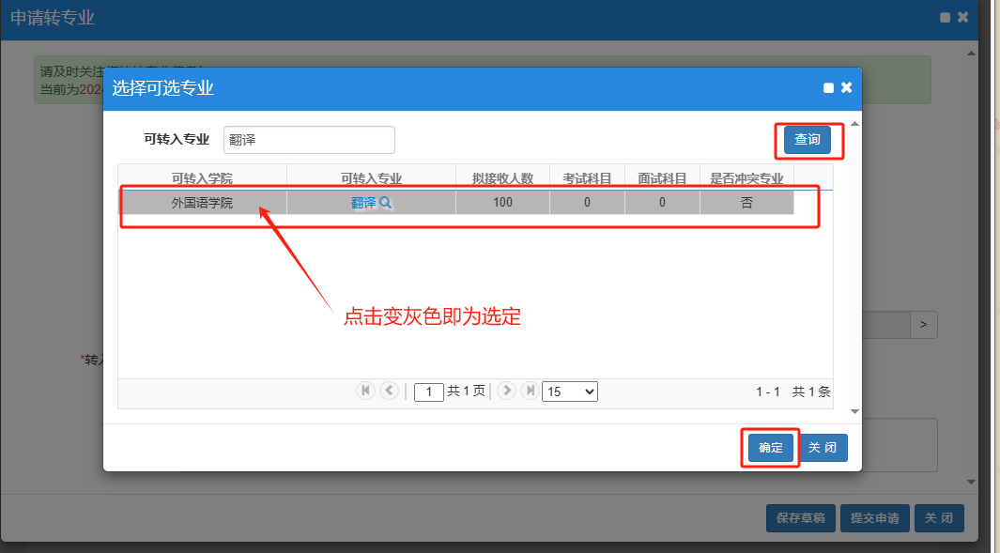 申请转专业
请及时关注
当前为2024
选择可选专业
可转入专业 翻译 查询
可转入学院 可转入专业 拟接收人数 考试科目 面试科目 是否冲突专业
外国语学院 翻译 100 0 0 否
点击变灰色即为选定
>
*转入
1 共 1 页 15 1 - 1 共 1 条
确定 关 闭
保存草稿 提交申请 关 闭